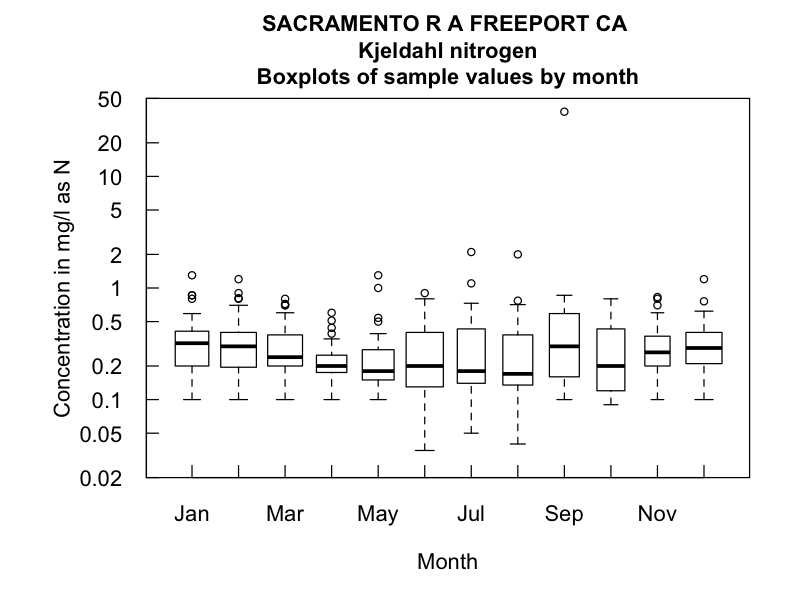 SACRAMENTO R A FREEPORT CA
Kjeldahl nitrogen
Boxplots of sample values by month
Concentration in mg/l as N
50
20
10
5
2
1
0.5
0.2
0.1
0.05
0.02
Jan Mar May Jul Sep Nov
Month